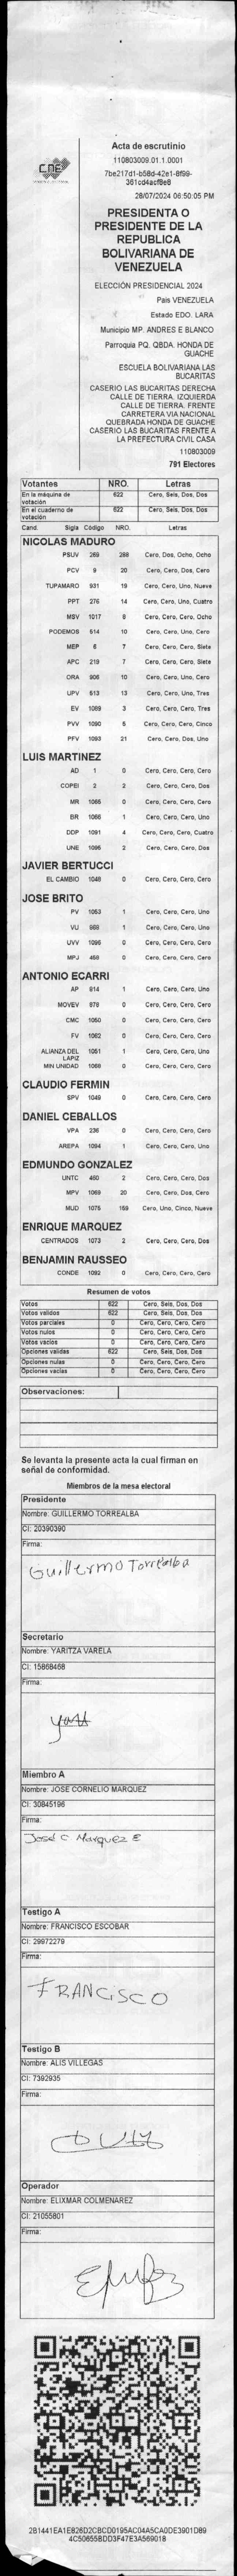 CNE
Acta de escrutinio
110803009.01.1.0001
7be217d1-b58d-42e1-8f99-
361cd4acf8e8
28/07/2024 06:50:05 PM
PRESIDENTA O
PRESIDENTE DE LA
REPUBLICA
BOLIVARIANA DE
VENEZUELA
ELECCIÓN PRESIDENCIAL 2024
Pais VENEZUELA
Estado EDO. LARA
Municipio MP. ANDRES E BLANCO
Parroquia PQ. QBDA. HONDA DE
GUACHE
ESCUELA BOLIVARIANA LAS
BUCARITAS
CASERIO LAS BUCARITAS DERECHA
CALLE DE TIERRA. IZQUIERDA
CALLE DE TIERRA. FRENTE
CARRETERA VIA NACIONAL
QUEBRADA HONDA DE GUACHE
CASERIO LAS BUCARITAS FRENTE A
LA PREFECTURA CIVIL CASA
110803009
791 Electores
Votantes NRO. Letras
En la máquina de votación 622 Cero, Seis, Dos, Dos
En el cuaderno de votación 622 Cero, Seis, Dos, Dos
Cand. Sigla Código NRO. Letras
NICOLAS MADURO
PSUV 269 288 Cero, Dos, Ocho, Ocho
PCV 9 20 Cero, Cero, Dos, Cero
TUPAMARO 931 19 Cero, Cero, Uno, Nueve
PPT 276 14 Cero, Cero, Uno, Cuatro
MSV 1017 8 Cero, Cero, Cero, Ocho
PODEMOS 514 10 Cero, Cero, Uno, Cero
MEP 6 7 Cero, Cero, Cero, Siete
APC 219 7 Cero, Cero, Cero, Siete
ORA 906 10 Cero, Cero, Uno, Cero
UPV 613 13 Cero, Cero, Uno, Tres
EV 1089 3 Cero, Cero, Cero, Tres
PVV 1090 5 Cero, Cero, Cero, Cinco
PFV 1093 21 Cero, Cero, Dos, Uno
LUIS MARTINEZ
AD 1 0 Cero, Cero, Cero, Cero
COPEI 2 2 Cero, Cero, Cero, Dos
MR 1065 0 Cero, Cero, Cero, Cero
BR 1066 1 Cero, Cero, Cero, Uno
DDP 1091 4 Cero, Cero, Cero, Cuatro
UNE 1095 2 Cero, Cero, Cero, Dos
JAVIER BERTUCCI
EL CAMBIO 1048 0 Cero, Cero, Cero, Cero
JOSE BRITO
PV 1053 1 Cero, Cero, Cero, Uno
VU 868 1 Cero, Cero, Cero, Uno
UVV 1096 0 Cero, Cero, Cero, Cero
MPJ 458 0 Cero, Cero, Cero, Cero
ANTONIO ECARRI
AP 814 1 Cero, Cero, Cero, Uno
MOVEV 878 0 Cero, Cero, Cero, Cero
CMC 1050 0 Cero, Cero, Cero, Cero
FV 1062 0 Cero, Cero, Cero, Cero
ALIANZA DEL LAPIZ 1051 1 Cero, Cero, Cero, Uno
MIN UNIDAD 1068 0 Cero, Cero, Cero, Cero
CLAUDIO FERMIN
SPV 1049 0 Cero, Cero, Cero, Cero
DANIEL CEBALLOS
VPA 236 0 Cero, Cero, Cero, Cero
AREPA 1094 1 Cero, Cero, Cero, Uno
EDMUNDO GONZALEZ
UNTC 460 2 Cero, Cero, Cero, Dos
MPV 1069 20 Cero, Cero, Dos, Cero
MUD 1075 159 Cero, Uno, Cinco, Nueve
ENRIQUE MARQUEZ
CENTRADOS 1073 2 Cero, Cero, Cero, Dos
BENJAMIN RAUSSEO
CONDE 1092 0 Cero, Cero, Cero, Cero
Resumen de votos
Votos 622 Cero, Seis, Dos, Dos
Votos validos 622 Cero, Seis, Dos, Dos
Votos parciales 0 Cero, Cero, Cero, Cero
Votos nulos 0 Cero, Cero, Cero, Cero
Votos vacios 0 Cero, Cero, Cero, Cero
Opciones validas 622 Cero, Seis, Dos, Dos
Opciones nulas 0 Cero, Cero, Cero, Cero
Opciones vacias 0 Cero, Cero, Cero, Cero
Observaciones:
Se levanta la presente acta la cual firman en
señal de conformidad.
Miembros de la mesa electoral
Presidente
Nombre: GUILLERMO TORREALBA
CI: 20390390
Firma:
Guillermo Torrealba
Secretario
Nombre: YARITZA VARELA
CI: 15868468
Firma:
Miembro A
Nombre: JOSE CORNELIO MARQUEZ
CI: 30845196
Firma:
José C Marquez E
Testigo A
Nombre: FRANCISCO ESCOBAR
CI: 29972279
Firma:
FRANCISCO
Testigo B
Nombre: ALIS VILLEGAS
CI: 7392935
Firma:
Operador
Nombre: ELIXMAR COLMENAREZ
CI: 21055801
Firma:
2B1441EA1E826D2CBCD0195AC04A5CA0DE3901D89
4C50655BDD3F47E3A569018